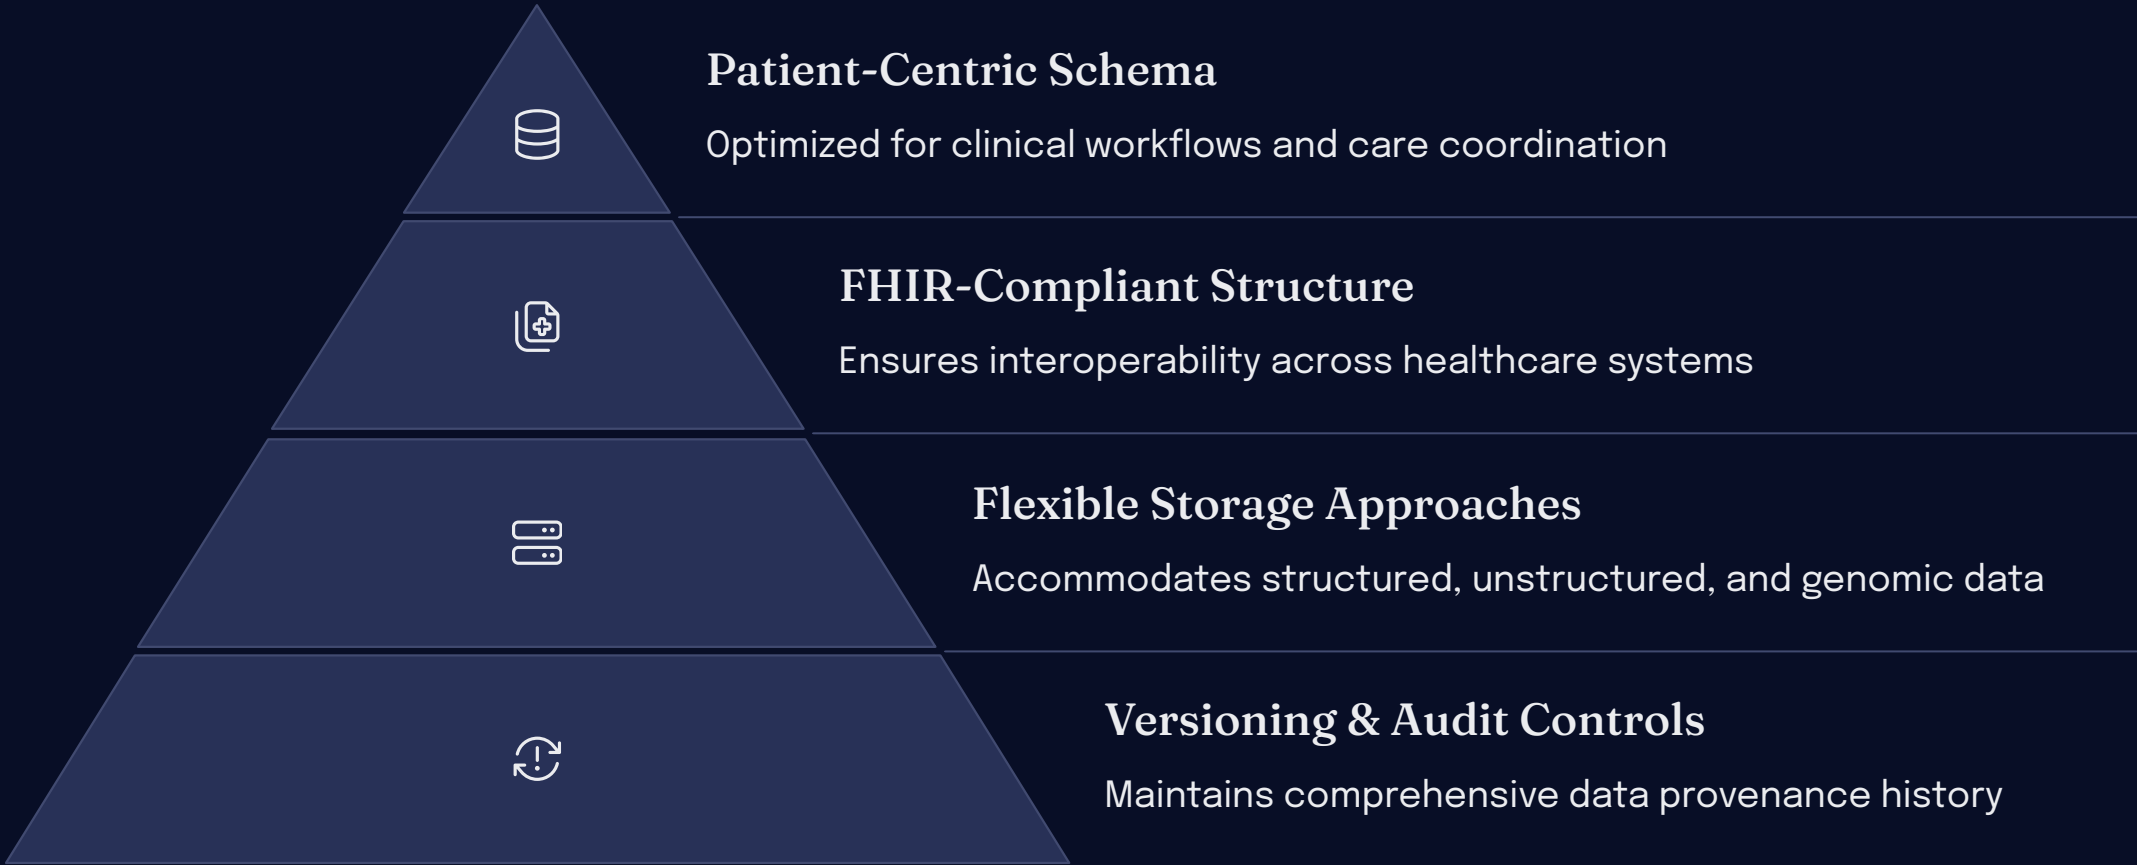 Patient-Centric Schema
Optimized for clinical workflows and care coordination
FHIR-Compliant Structure
Ensures interoperability across healthcare systems
Flexible Storage Approaches
Accommodates structured, unstructured, and genomic data
Versioning & Audit Controls
Maintains comprehensive data provenance history